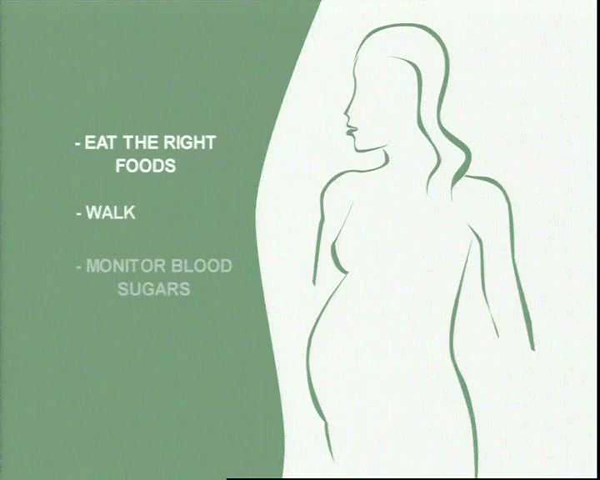 - EAT THE RIGHT
FOODS
- WALK
- MONITOR BLOOD
SUGARS